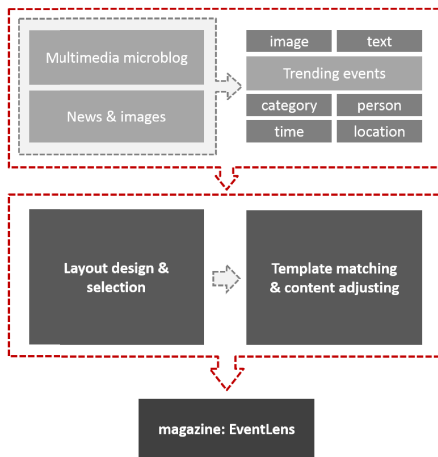 Multimedia microblog
News & images
image
text
Trending events
category
person
time
location
Layout design &
selection
Template matching
& content adjusting
magazine: EventLens